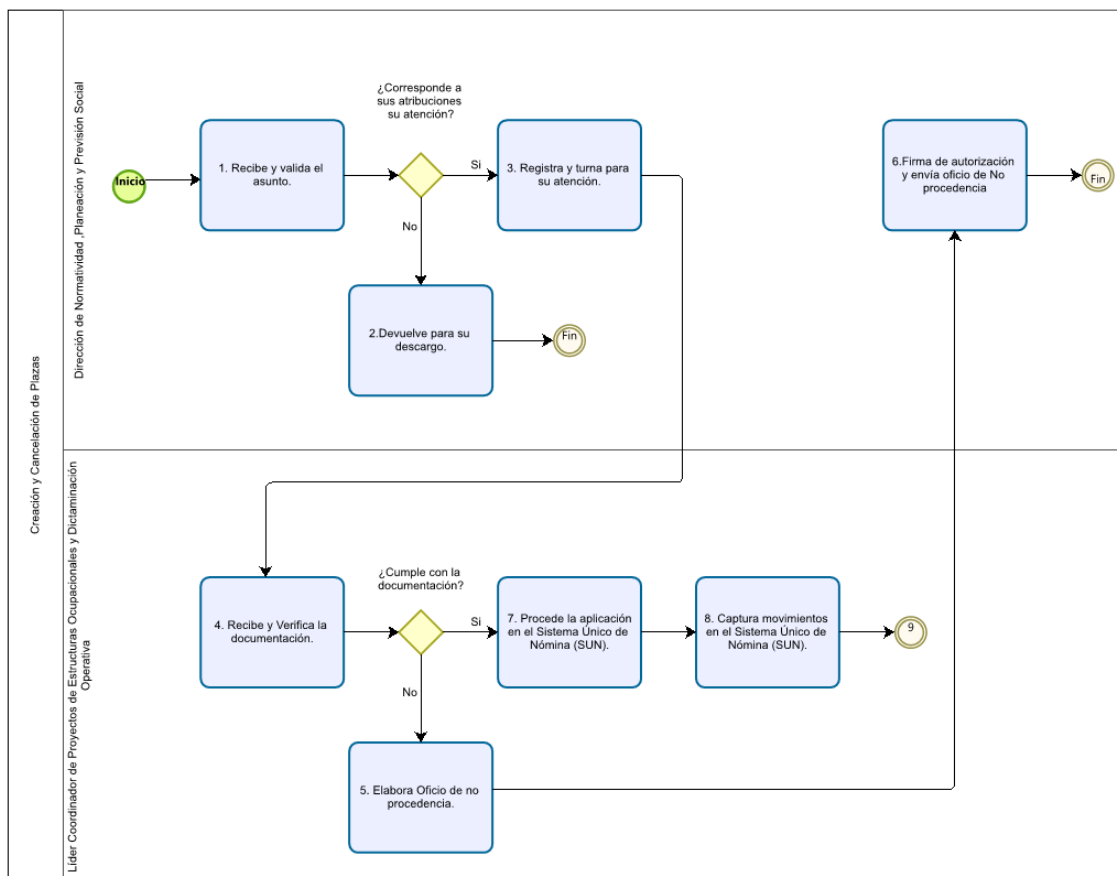 Creación y Cancelación de Plazas
Dirección de Normatividad ,Planeación y Previsión Social
Inicio
1. Recibe y valida el
asunto.
¿Corresponde a
sus atribuciones
su atención?
Si
No
3. Registra y turna para
su atención.
2.Devuelve para su
descargo.
Fin
6.Firma de autorización
y envía oficio de No
procedencia
Fin
Líder Coordinador de Proyectos de Estructuras Ocupacionales y Dictaminación
Operativa
4. Recibe y Verifica la
documentación.
¿Cumple con la
documentación?
Si
No
7. Procede la aplicación
en el Sistema Único de
Nómina (SUN).
8. Captura movimientos
en el Sistema Único de
Nómina (SUN).
9
5. Elabora Oficio de no
procedencia.